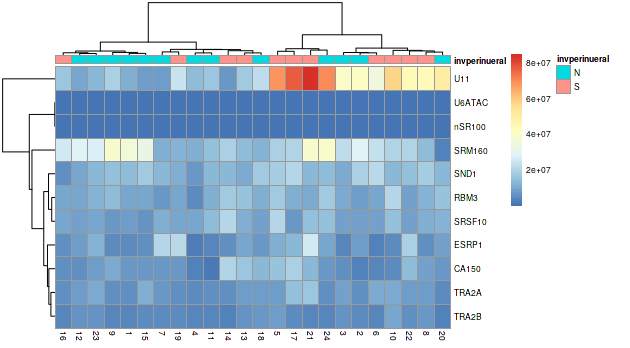 invperinueral
U11
U6ATAC
nSR100
SRM160
SND1
RBM3
SRSF10
ESRP1
CA150
TRA2A
TRA2B
16 12 23 9 1 15 7 19 4 11 14 13 18 5 17 21 24 3 2 6 10 22 8 20
8e+07
6e+07
4e+07
2e+07
invperinueral
N
S